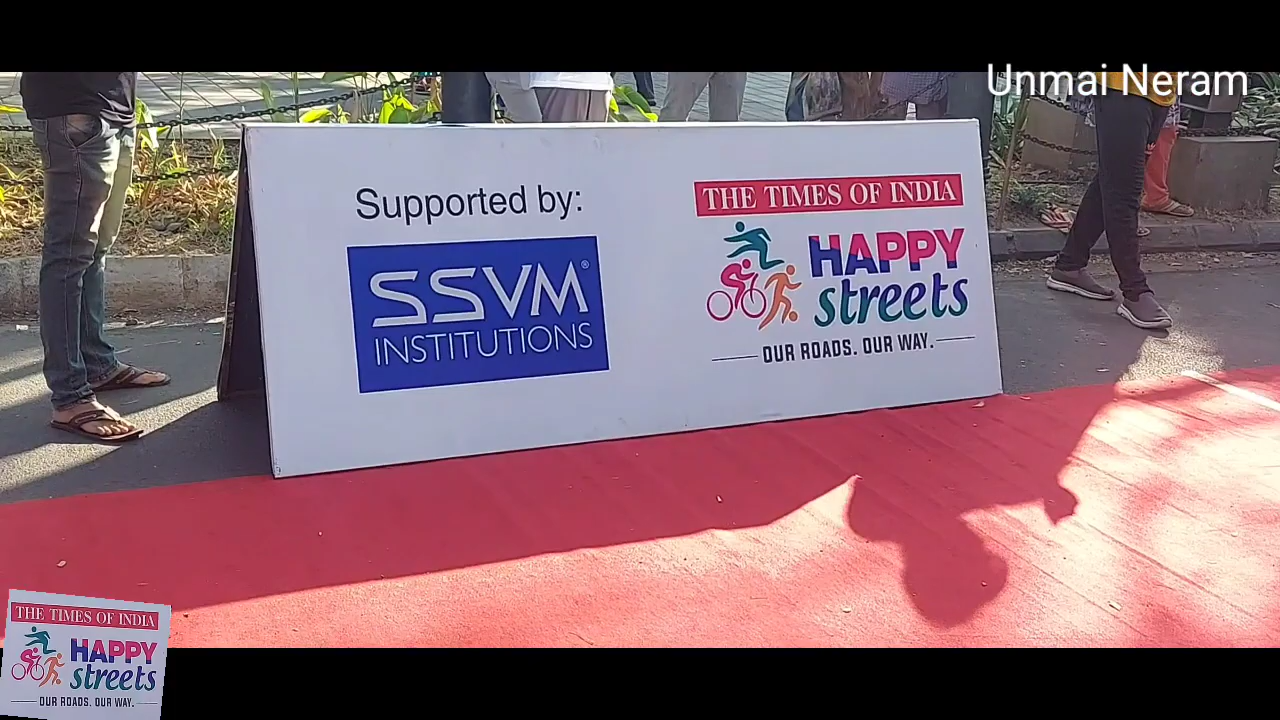 Unmai Neram
Supported by:
SSVM®
INSTITUTIONS
THE TIMES OF INDIA
HAPPY
streets
OUR ROADS. OUR WAY.
THE TIMES OF INDIA
HAPPY
streets
OUR ROADS. OUR WAY.